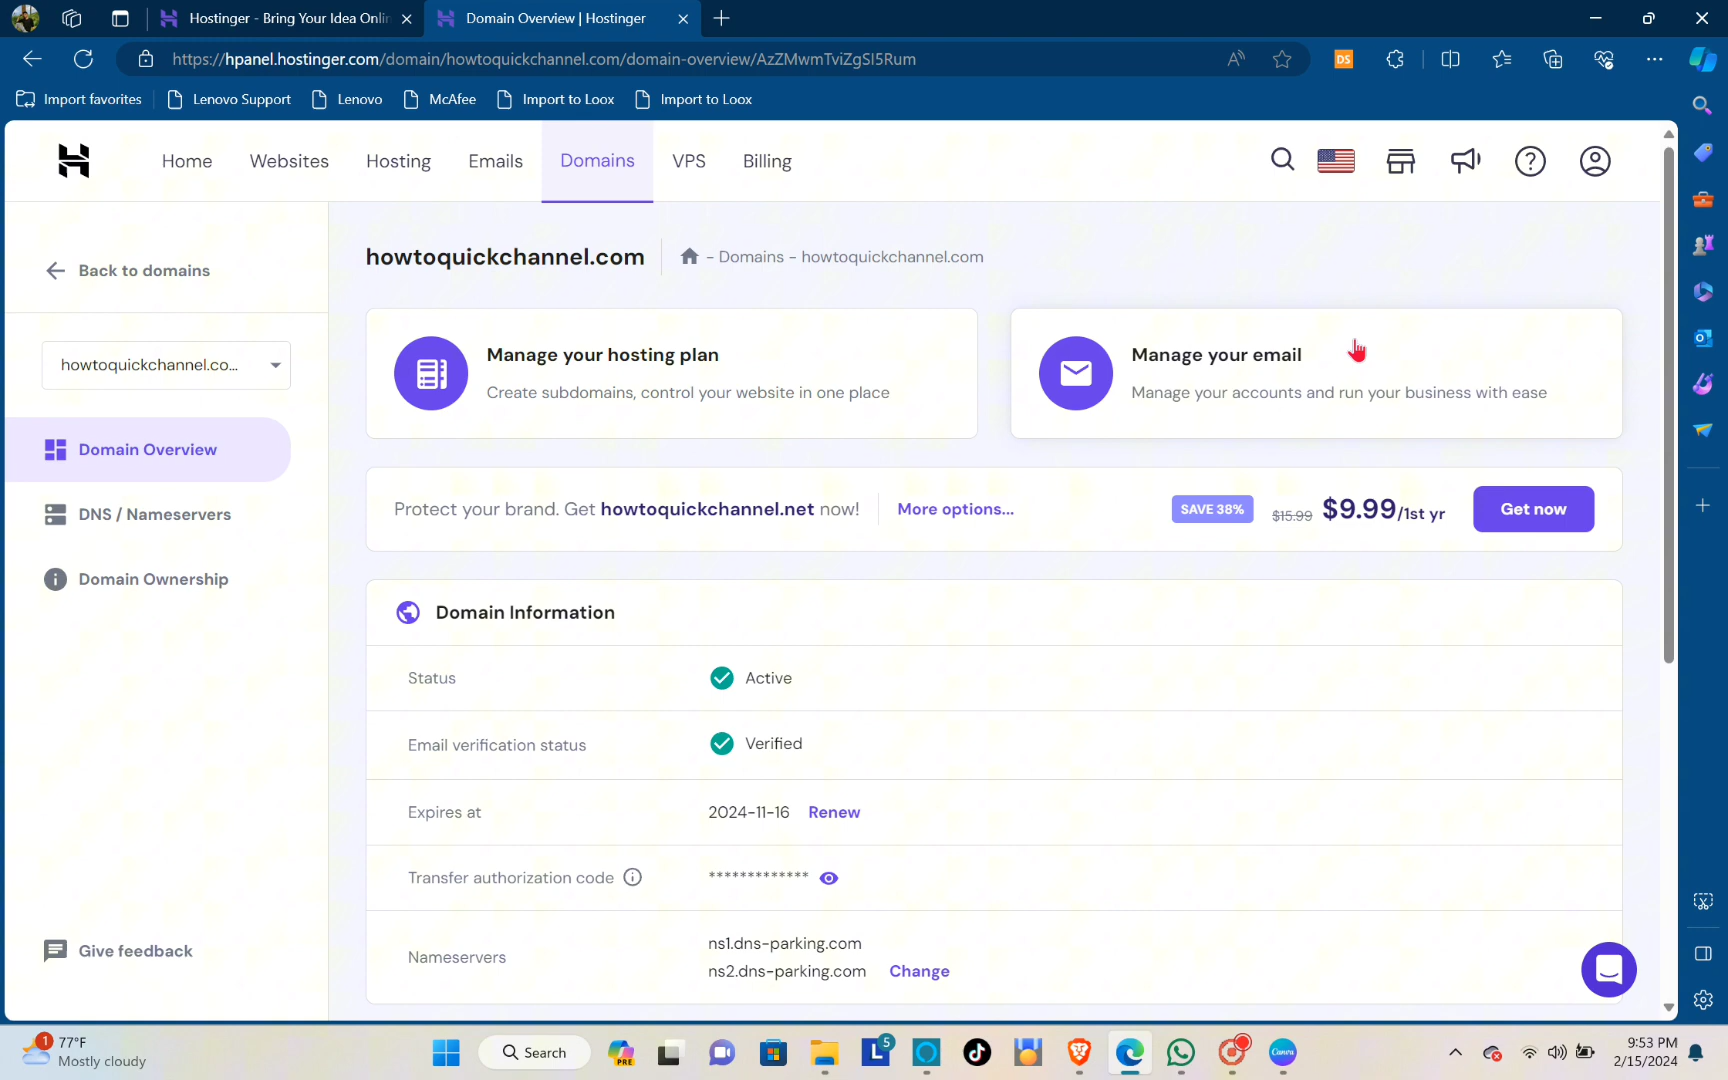 Hostinger - Bring Your Idea Onlin
Domain Overview | Hostinger
https://hpanel.hostinger.com/domain/howtoquickchannel.com/domain-overview/AzZMwmTviZgSI5Rum
DS
Import favorites
Lenovo Support
Lenovo
McAfee
Import to Loox
Import to Loox
Home
Websites
Hosting
Emails
Domains
VPS
Billing
Back to domains
howtoquickchannel.com
- Domains - howtoquickchannel.com
howtoquickchannel.co...
Manage your hosting plan
Create subdomains, control your website in one place
Manage your email
Manage your accounts and run your business with ease
Domain Overview
DNS / Nameservers
Domain Ownership
Protect your brand. Get howtoquickchannel.net now!
More options...
SAVE 38%
$15.99
$9.99/1st yr
Get now
Domain Information
Status
Active
Email verification status
Verified
Expires at
2024-11-16
Renew
Transfer authorization code
*************
Nameservers
ns1.dns-parking.com
ns2.dns-parking.com
Change
Give feedback
1
77°F
Mostly cloudy
Search
PRE
L
5
Canva
9:53 PM
2/15/2024